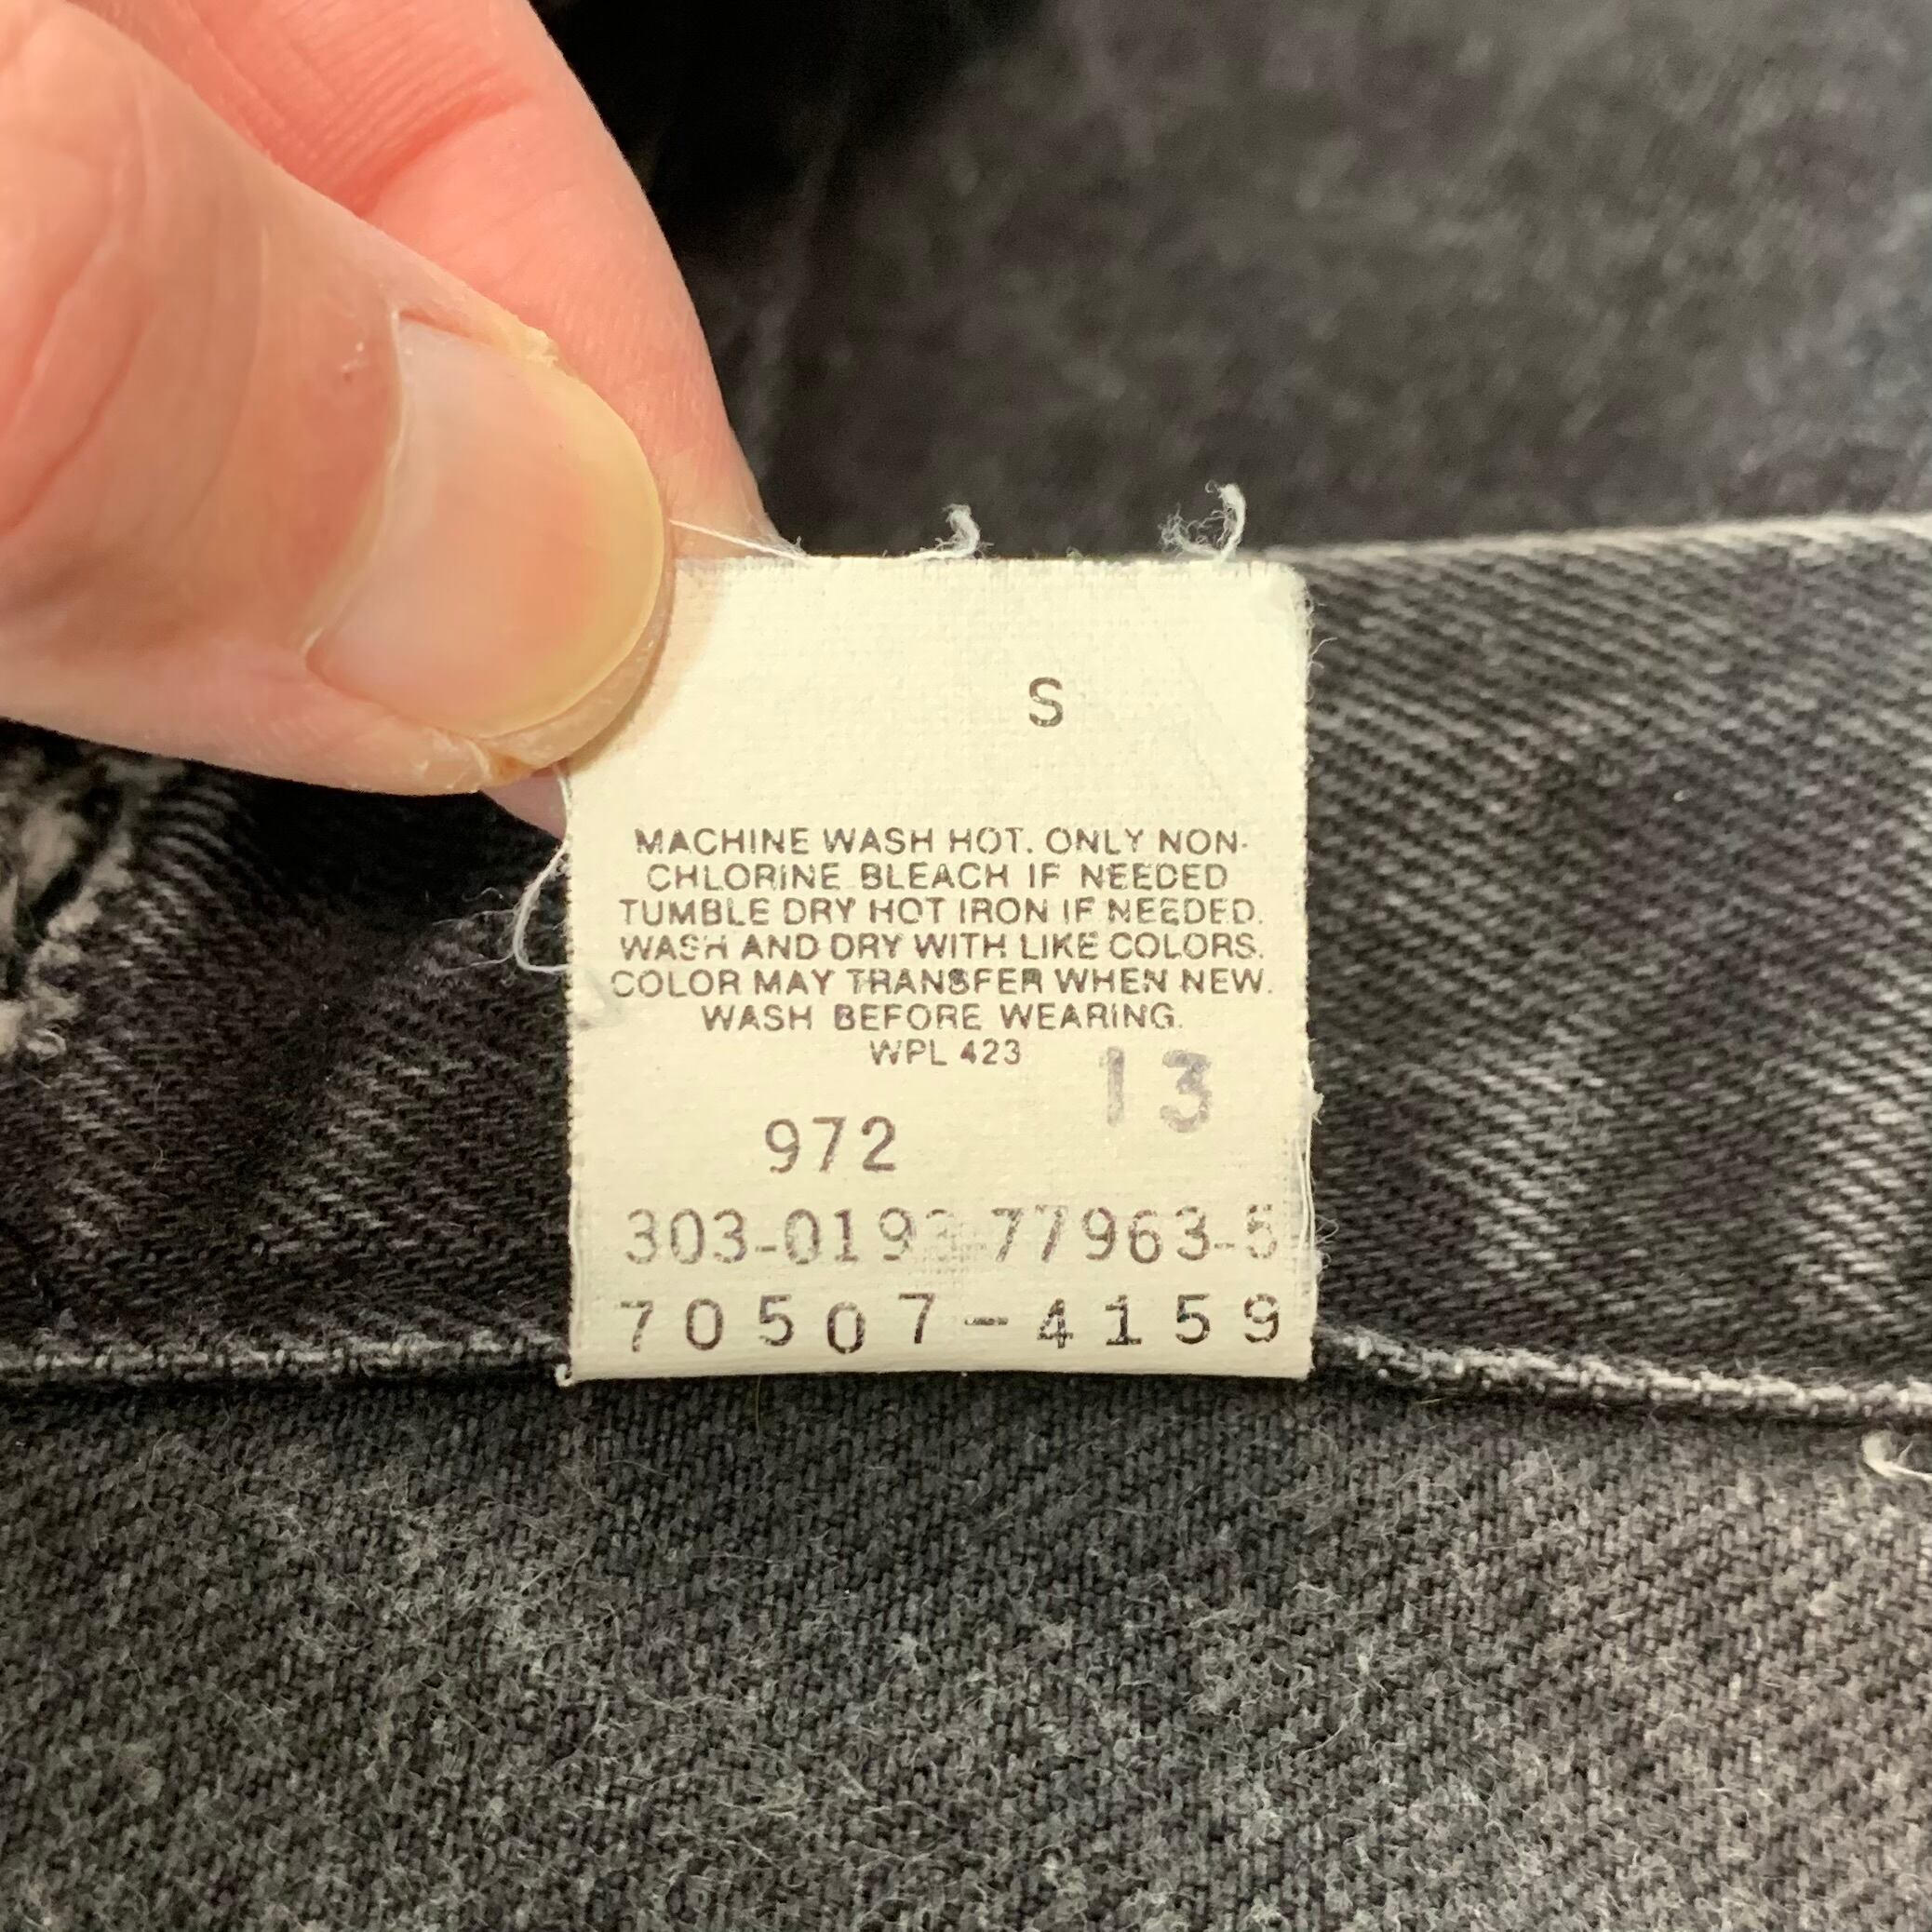 S
MACHINE WASH HOT. ONLY NON-
CHLORINE BLEACH IF NEEDED
TUMBLE DRY HOT IRON IF NEEDED.
WASH AND DRY WITH LIKE COLORS.
COLOR MAY TRANSFER WHEN NEW.
WASH BEFORE WEARING.
WPL 423
13
972
303-0193-77963-5
70507-4159